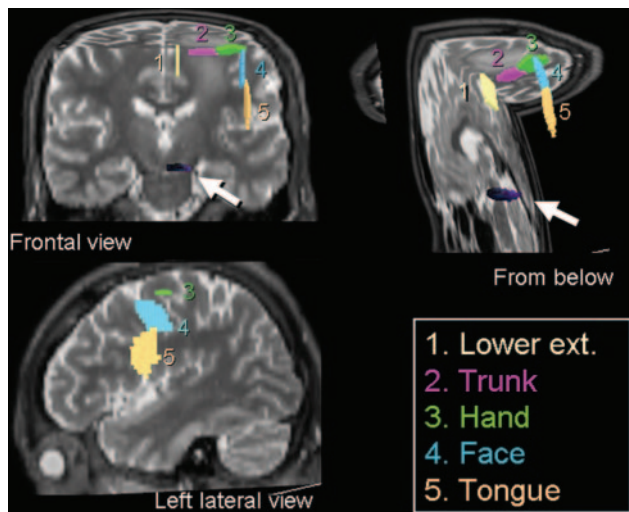 1
2
3
4
5
Frontal view
1
2
3
4
5
From below
3
4
5
Left lateral view
1. Lower ext.
2. Trunk
3. Hand
4. Face
5. Tongue